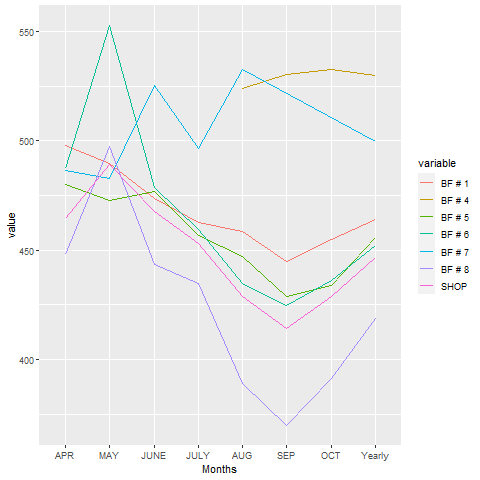 550
500
450
400
value
APR MAY JUNE JULY AUG SEP OCT Yearly
Months
variable
BF # 1
BF # 4
BF # 5
BF # 6
BF # 7
BF # 8
SHOP